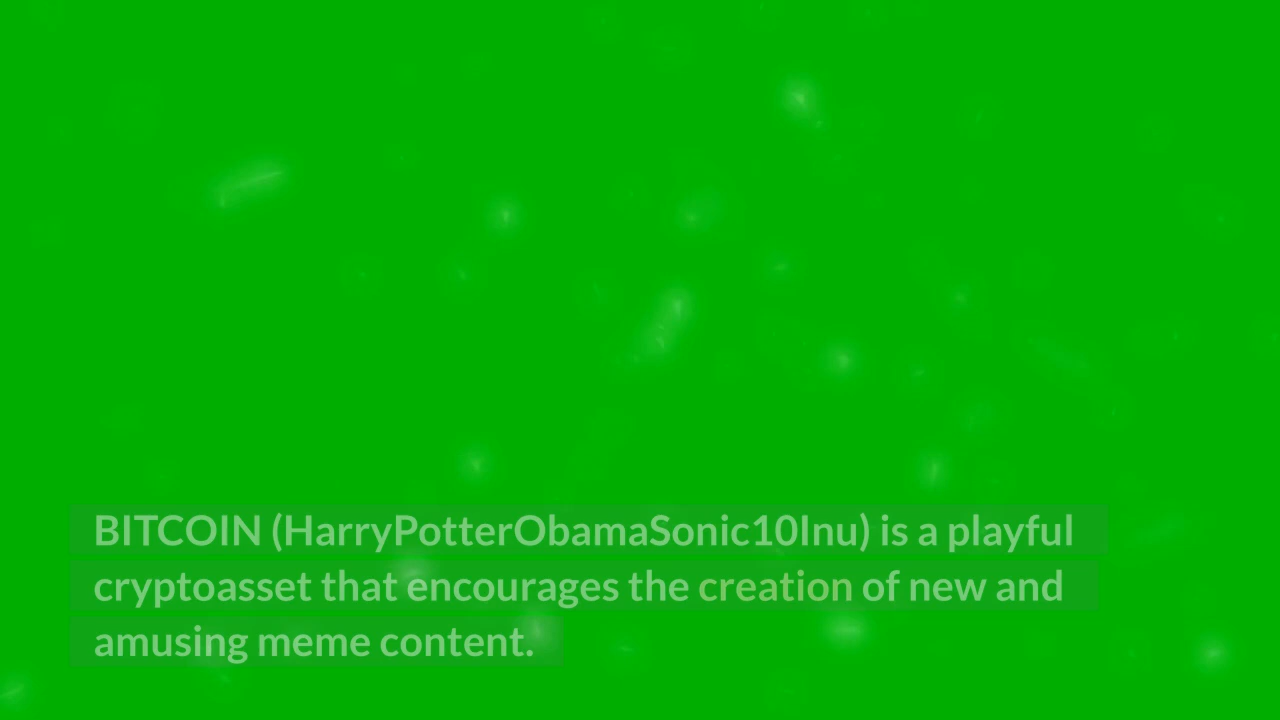 BITCOIN (HarryPotterObamaSonic10Inu) is a playful
cryptoasset that encourages the creation of new and
amusing meme content.